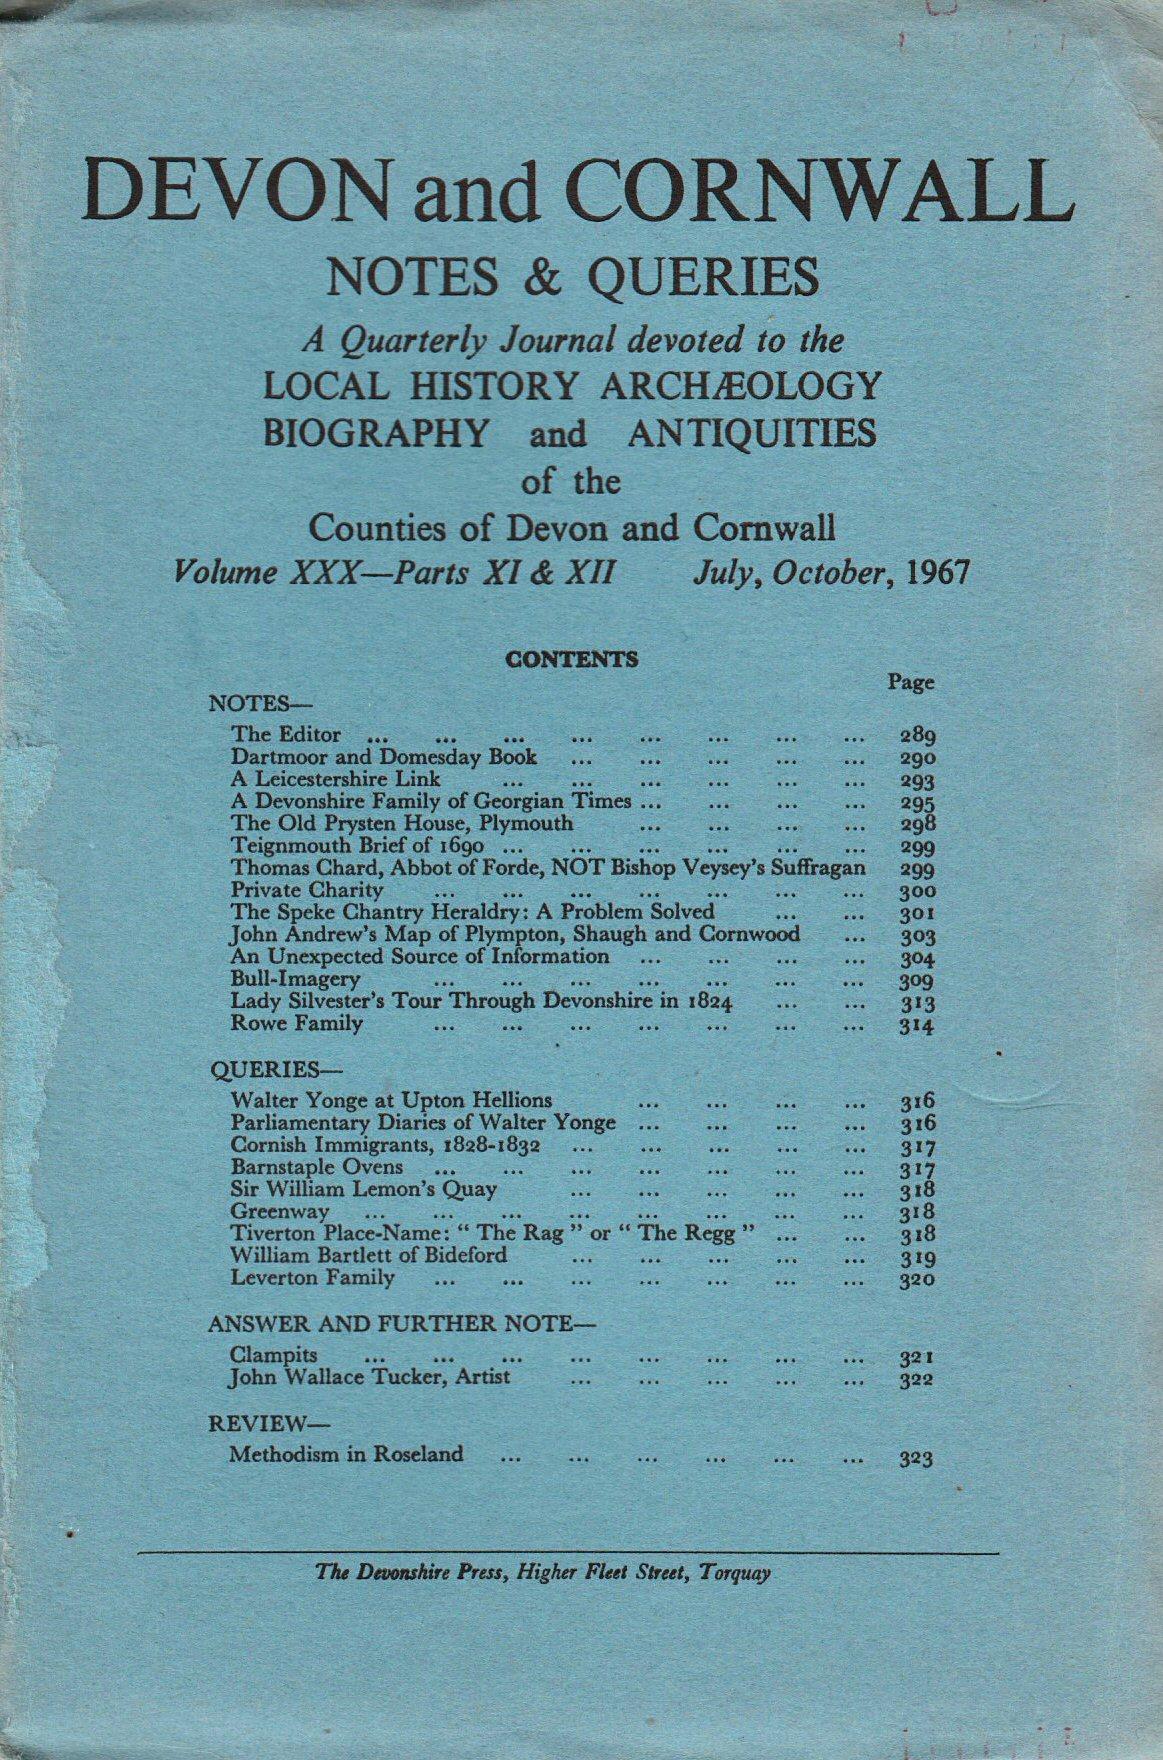 DEVON and CORNWALL
NOTES & QUERIES
A Quarterly Journal devoted to the
LOCAL HISTORY ARCHÆOLOGY
BIOGRAPHY and ANTIQUITIES
of the
Counties of Devon and Cornwall
Volume XXX—Parts XI & XII July, October, 1967
CONTENTS
Page
NOTES—
The Editor ... ... ... ... ... ... ... ... 289
Dartmoor and Domesday Book ... ... ... ... ... 290
A Leicestershire Link ... ... ... ... ... ... 293
A Devonshire Family of Georgian Times ... ... ... ... 295
The Old Prysten House, Plymouth ... ... ... ... 298
Teignmouth Brief of 1690 ... ... ... ... ... ... 299
Thomas Chard, Abbot of Forde, NOT Bishop Veysey's Suffragan 299
Private Charity ... ... ... ... ... ... ... 300
The Speke Chantry Heraldry: A Problem Solved ... ... 301
John Andrew's Map of Plympton, Shaugh and Cornwood ... 303
An Unexpected Source of Information ... ... ... ... 304
Bull-Imagery ... ... ... ... ... ... ... 309
Lady Silvester's Tour Through Devonshire in 1824 ... ... 313
Rowe Family ... ... ... ... ... ... ... 314
QUERIES—
Walter Yonge at Upton Hellions ... ... ... ... 316
Parliamentary Diaries of Walter Yonge ... ... ... ... 316
Cornish Immigrants, 1828-1832 ... ... ... ... ... 317
Barnstaple Ovens ... ... ... ... ... ... ... 317
Sir William Lemon's Quay ... ... ... ... ... 318
Greenway ... ... ... ... ... ... ... ... 318
Tiverton Place-Name: " The Rag " or " The Regg " ... ... 318
William Bartlett of Bideford ... ... ... ... ... 319
Leverton Family ... ... ... ... ... ... ... 320
ANSWER AND FURTHER NOTE—
Clampits ... ... ... ... ... ... ... ... 321
John Wallace Tucker, Artist ... ... ... ... ... 322
REVIEW—
Methodism in Roseland ... ... ... ... ... ... 323
The Devonshire Press, Higher Fleet Street, Torquay